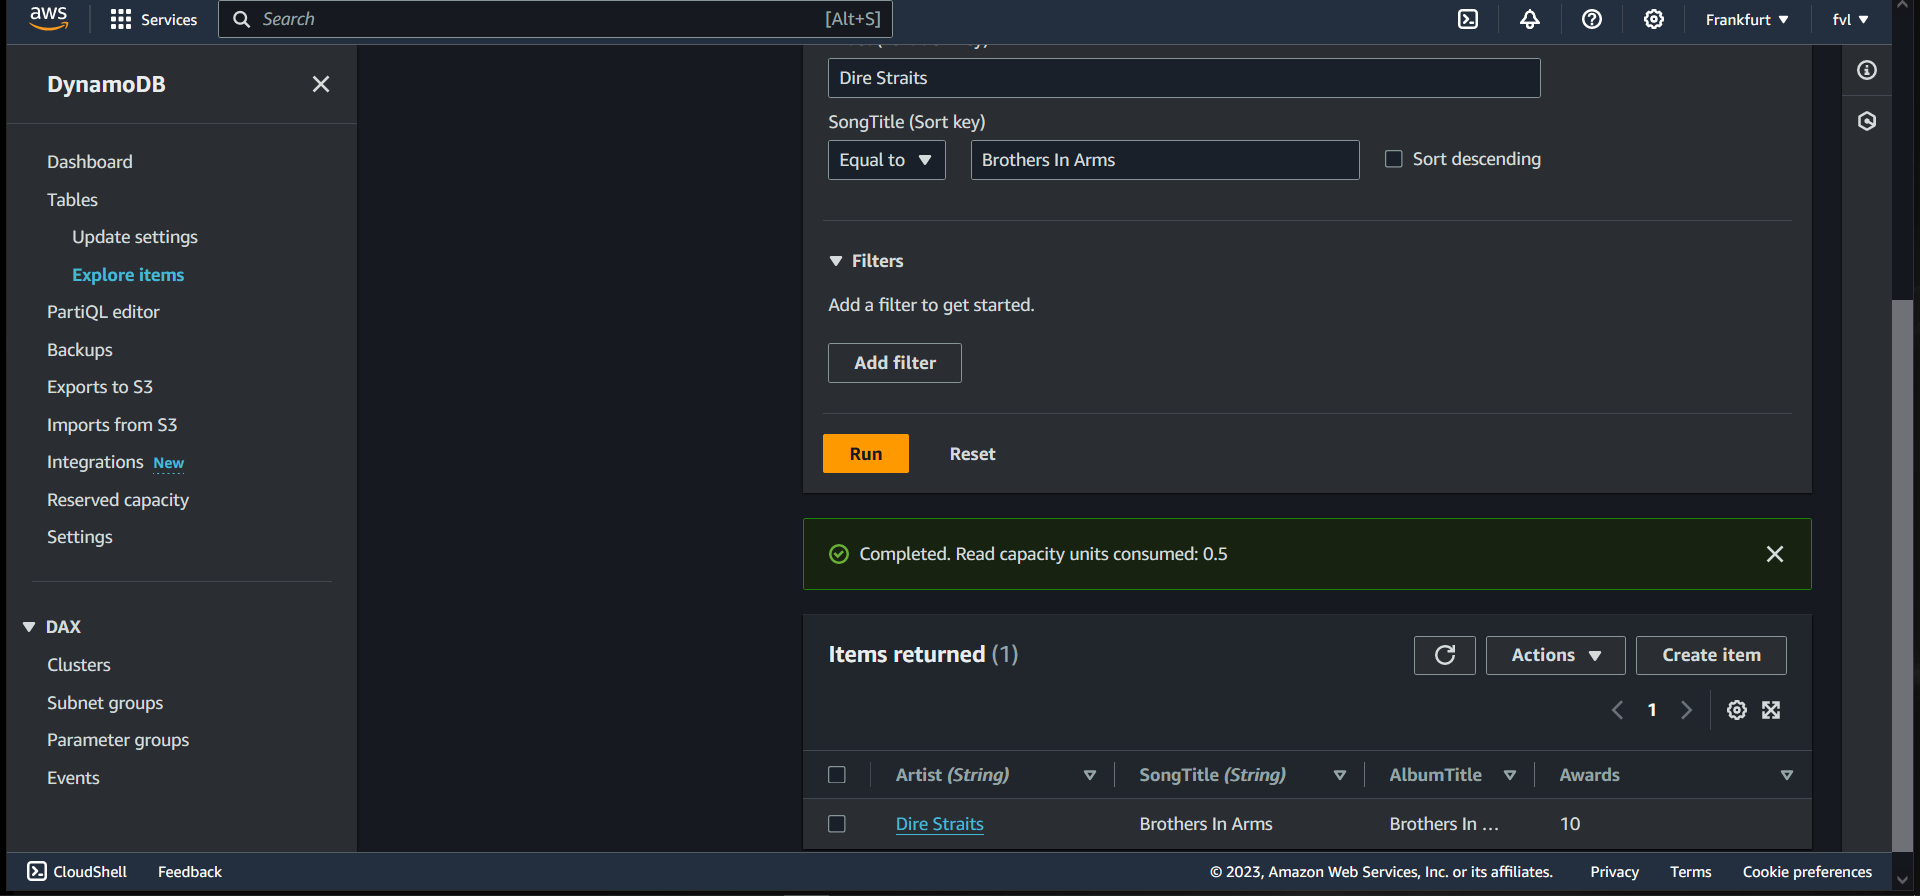 aws
Services
Search
[Alt+S]
Frankfurt
fvl
DynamoDB
Dashboard
Tables
Update settings
Explore items
PartiQL editor
Backups
Exports to S3
Imports from S3
Integrations New
Reserved capacity
Settings
DAX
Clusters
Subnet groups
Parameter groups
Events
Dire Straits
SongTitle (Sort key)
Equal to
Brothers In Arms
Sort descending
Filters
Add a filter to get started.
Add filter
Run
Reset
Completed. Read capacity units consumed: 0.5
Items returned (1)
Actions
Create item
1
Artist (String)
SongTitle (String)
AlbumTitle
Awards
Dire Straits
Brothers In Arms
Brothers In ...
10
CloudShell
Feedback
© 2023, Amazon Web Services, Inc. or its affiliates.
Privacy
Terms
Cookie preferences